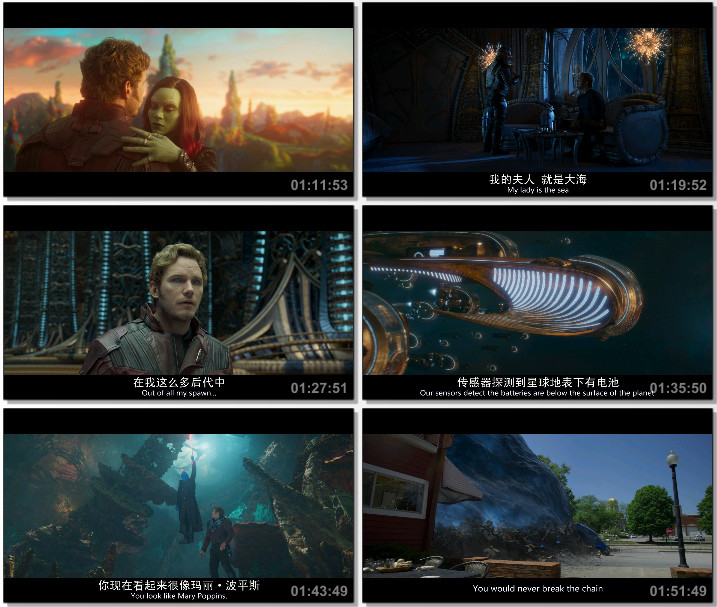 01:11:53
我的夫人 就是大海
My lady is the sea
01:19:52
在我这么多后代中
Out of all my spawn...
01:27:51
传感器探测到星球地表下有电池
Our sensors detect the batteries are below the surface of the planet.
01:35:50
你现在看起来很像玛丽·波平斯
You look like Mary Poppins.
01:43:49
You would never break the chain
01:51:49